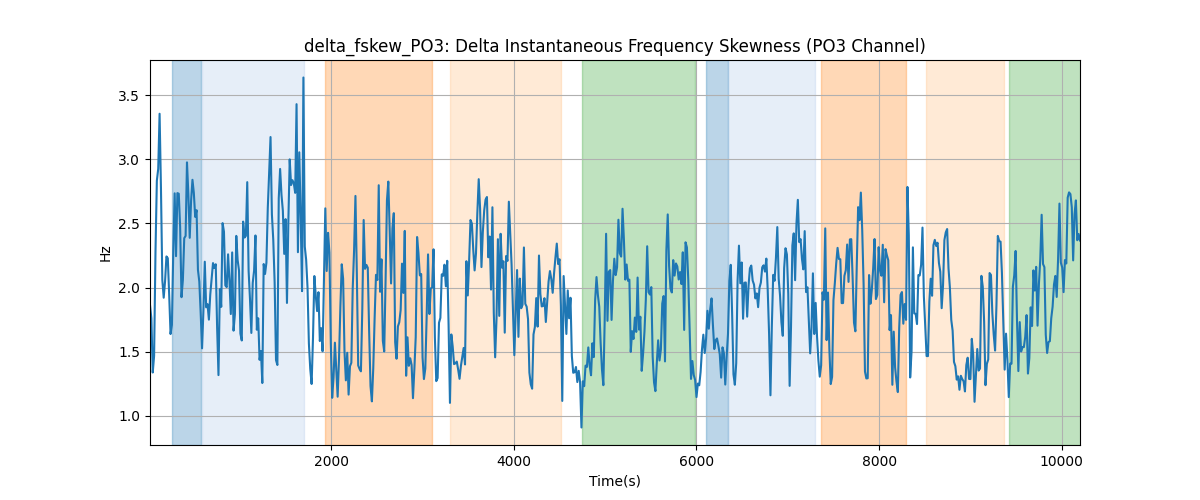 delta_fskew_PO3: Delta Instantaneous Frequency Skewness (PO3 Channel)
Hz
3.5
3.0
2.5
2.0
1.5
1.0
2000 4000 6000 8000 10000
Time(s)